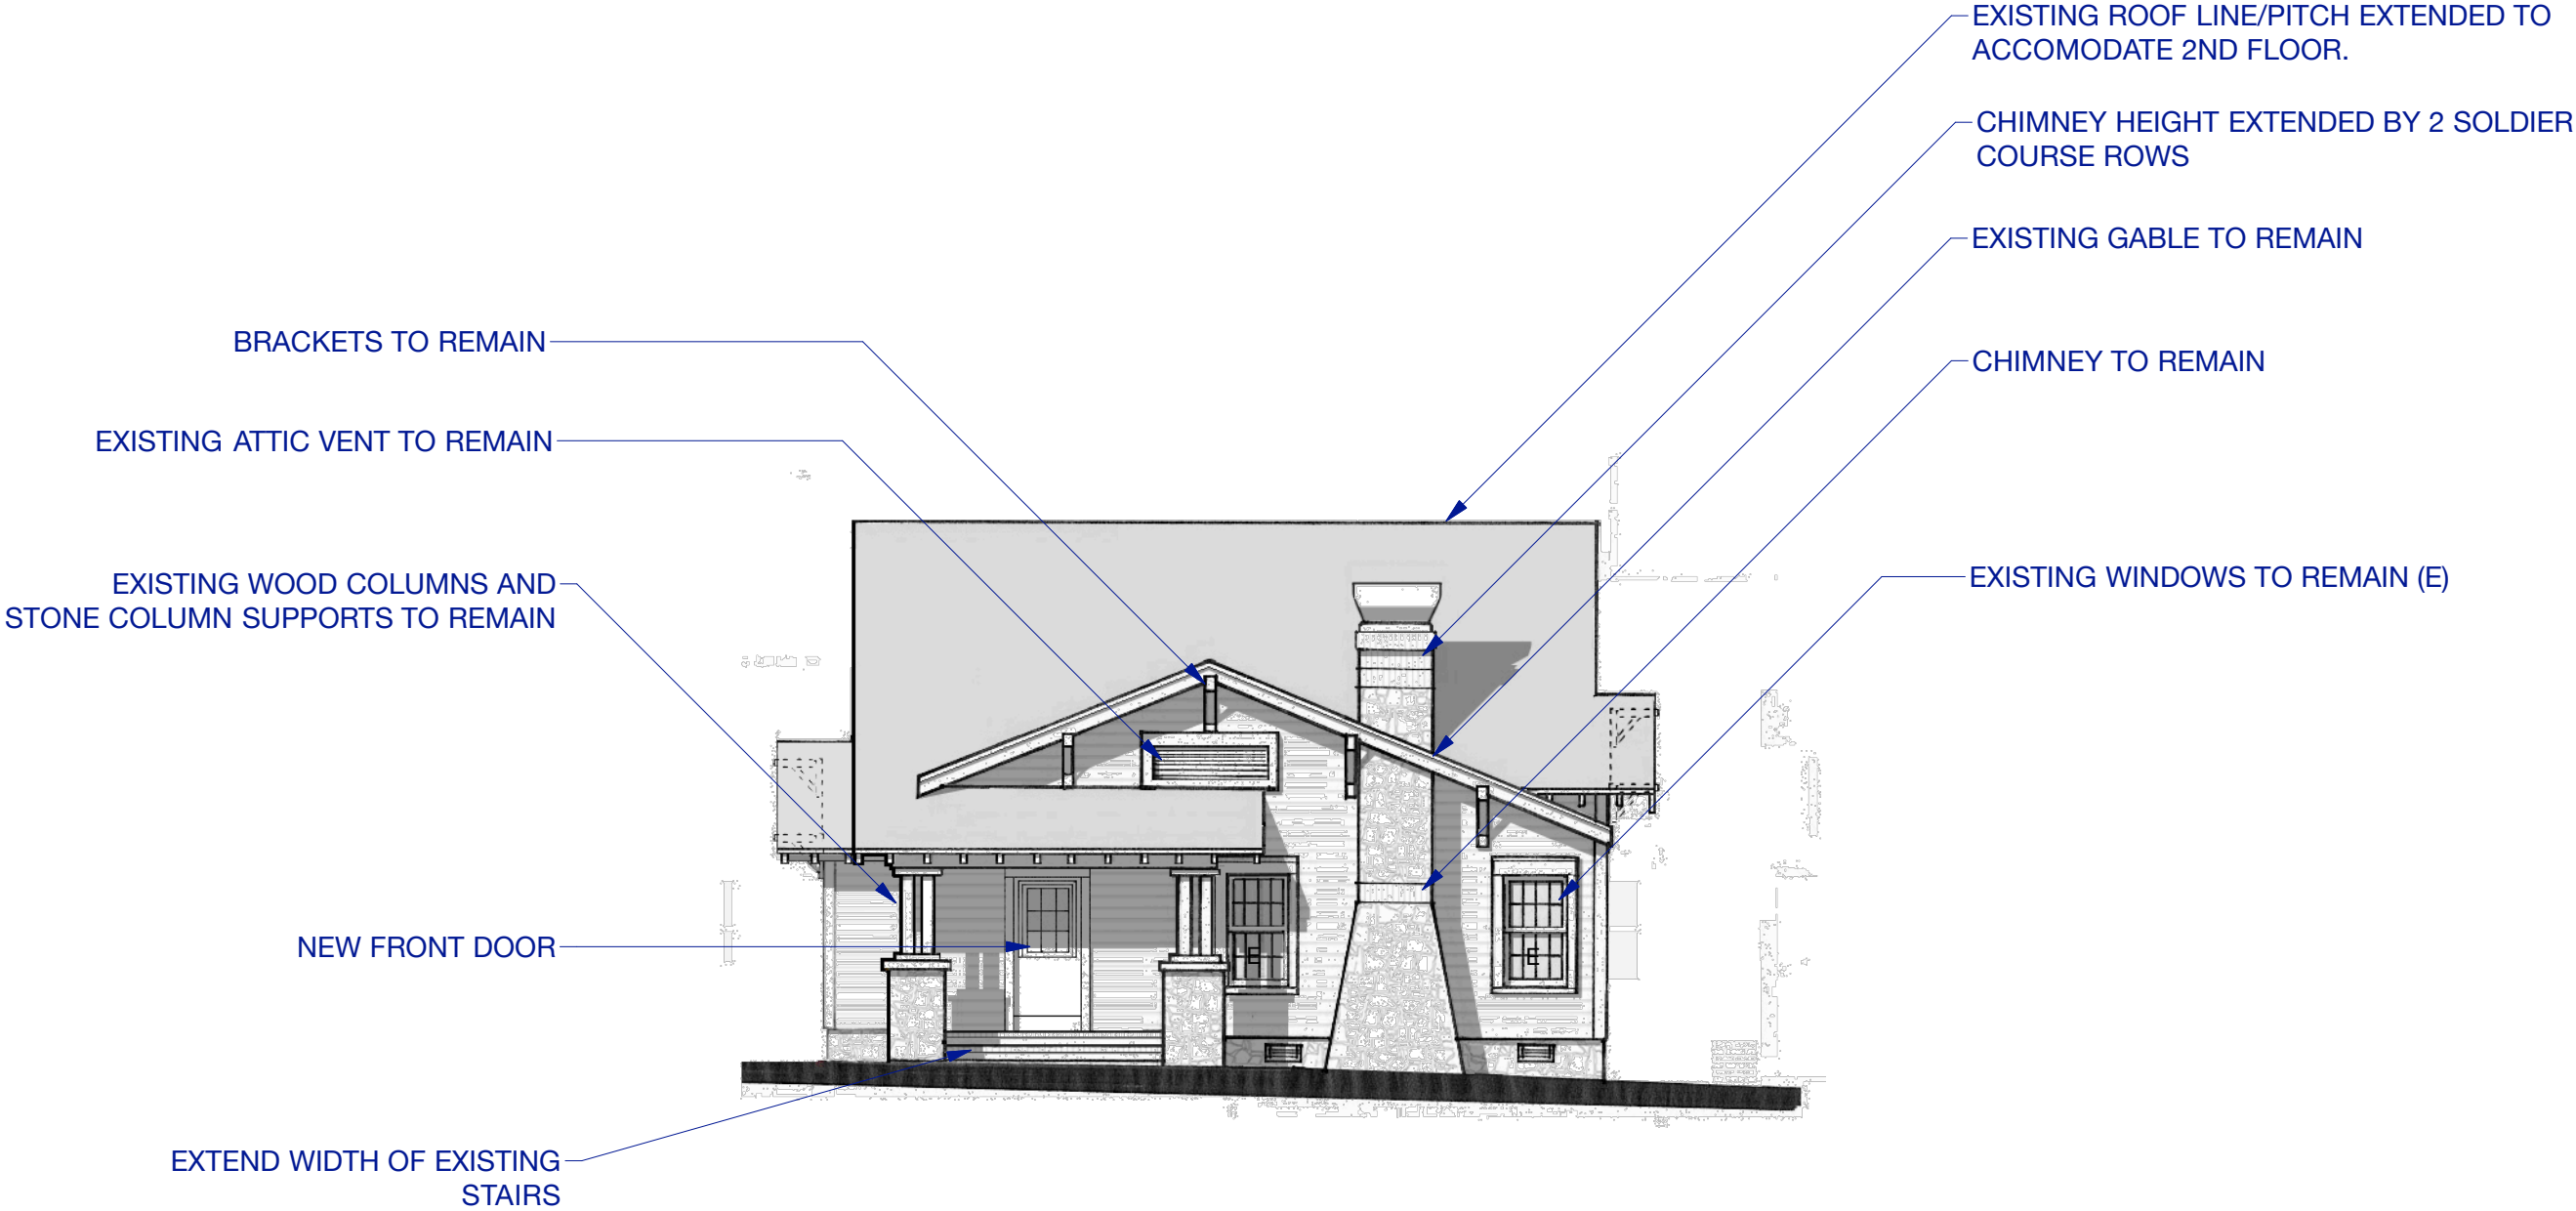 EXISTING ROOF LINE/PITCH EXTENDED TO
ACCOMODATE 2ND FLOOR.
CHIMNEY HEIGHT EXTENDED BY 2 SOLDIER
COURSE ROWS
EXISTING GABLE TO REMAIN
BRACKETS TO REMAIN
CHIMNEY TO REMAIN
EXISTING ATTIC VENT TO REMAIN
EXISTING WOOD COLUMNS AND
STONE COLUMN SUPPORTS TO REMAIN
EXISTING WINDOWS TO REMAIN (E)
NEW FRONT DOOR
E
E
EXTEND WIDTH OF EXISTING
STAIRS